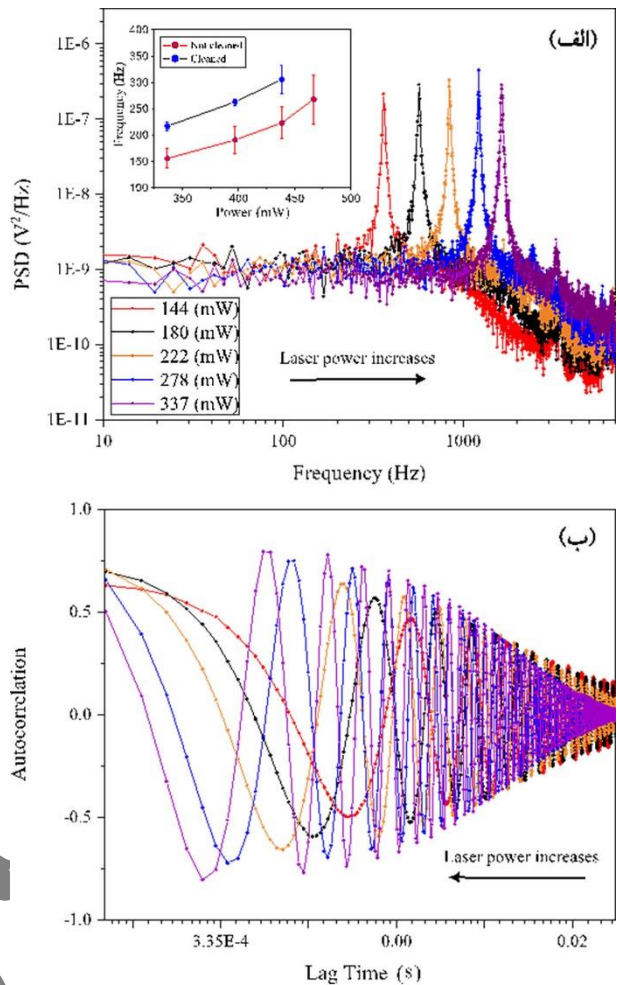 (الف)
1E-6
1E-7
1E-8
1E-9
1E-10
1E-11
PSD (V²/Hz)
400
350
300
250
200
150
100
Frequency (Hz)
Not cleaned
Cleaned
350 400 450 500
Power (mW)
144 (mW)
180 (mW)
222 (mW)
278 (mW)
337 (mW)
Laser power increases
10 100 1000
Frequency (Hz)
(ب)
1.0
0.5
0.0
-0.5
-1.0
Autocorrelation
Laser power increases
3.35E-4 0.00 0.02
Lag Time (s)